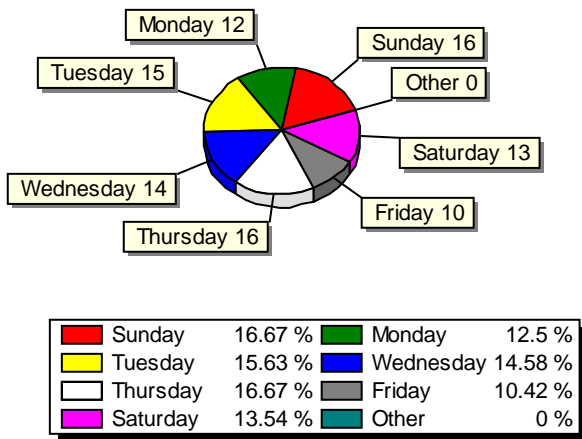 Monday 12
Sunday 16
Tuesday 15
Other 0
Saturday 13
Wednesday 14
Friday 10
Thursday 16
Sunday 16.67 % Monday 12.5 %
Tuesday 15.63 % Wednesday 14.58 %
Thursday 16.67 % Friday 10.42 %
Saturday 13.54 % Other 0 %